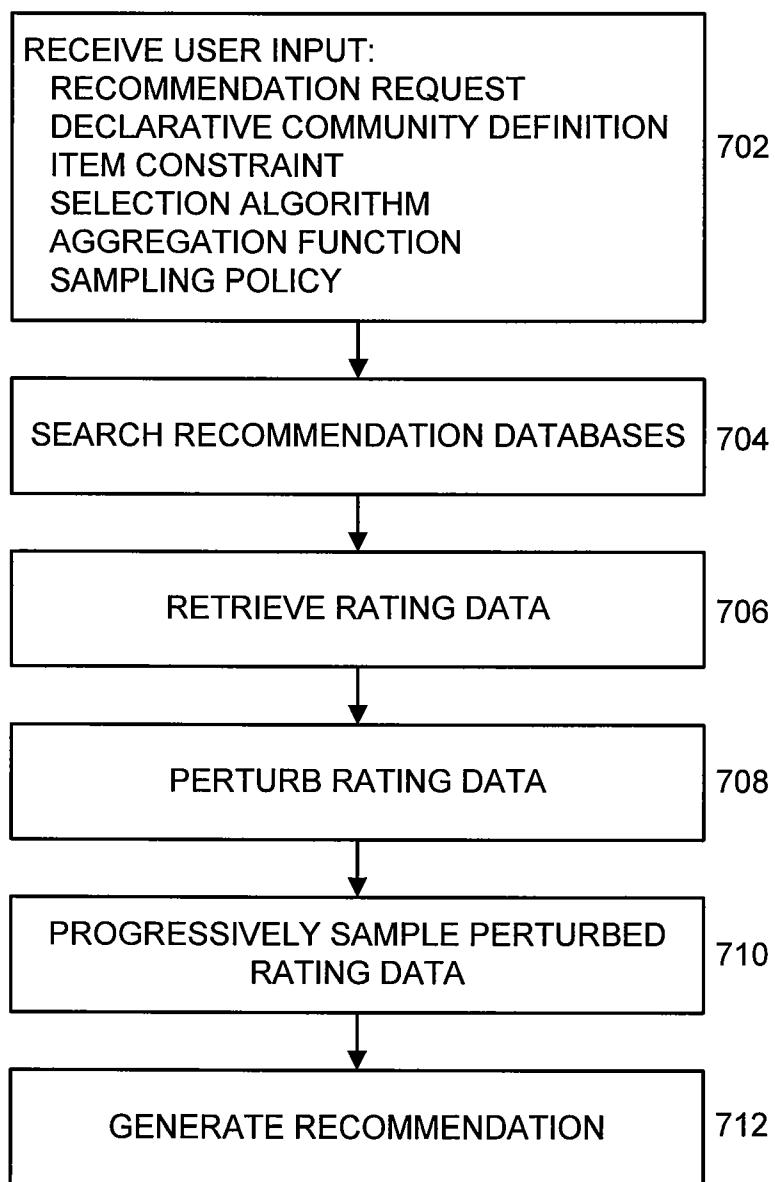 RECEIVE USER INPUT:
RECOMMENDATION REQUEST
DECLARATIVE COMMUNITY DEFINITION
ITEM CONSTRAINT
SELECTION ALGORITHM
AGGREGATION FUNCTION
SAMPLING POLICY
702
SEARCH RECOMMENDATION DATABASES
704
RETRIEVE RATING DATA
706
PERTURB RATING DATA
708
PROGRESSIVELY SAMPLE PERTURBED
RATING DATA
710
GENERATE RECOMMENDATION
712